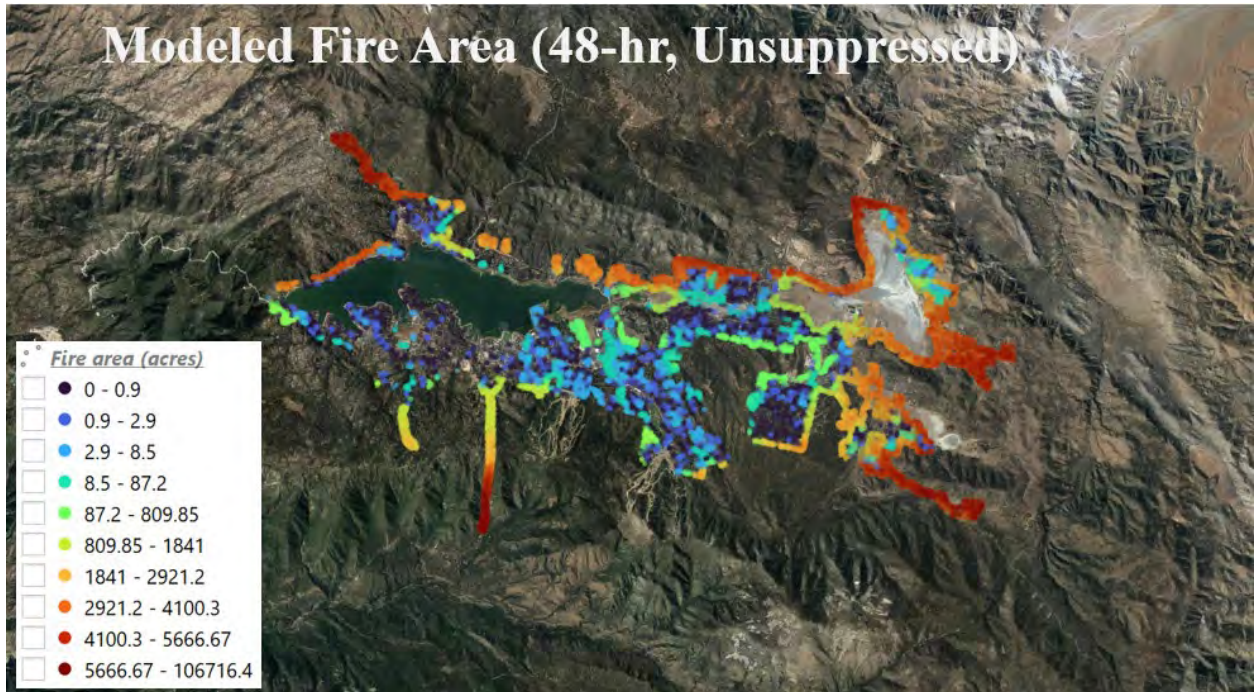 Modeled Fire Area (48-hr, Unsuppressed)
Fire area (acres)
0 - 0.9
0.9 - 2.9
2.9 - 8.5
8.5 - 87.2
87.2 - 809.85
809.85 - 1841
1841 - 2921.2
2921.2 - 4100.3
4100.3 - 5666.67
5666.67 - 106716.4